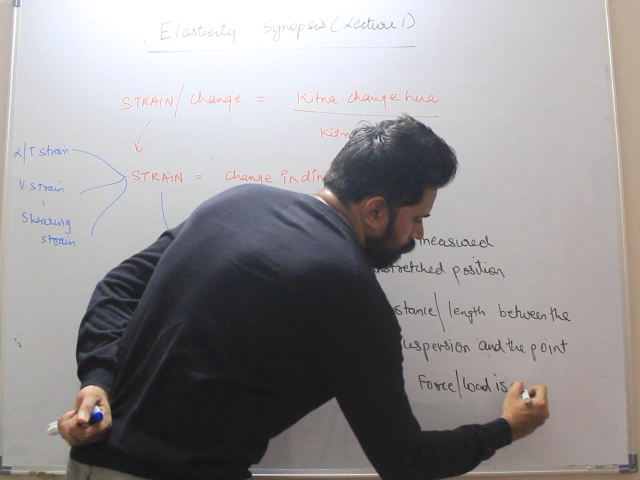 Elasticity Synopsis (Lecture 1)
STRAIN/ change = Kitna change hua
Kitn
L/T strain
STRAIN = change in dim
V. strain
Shearing
strain
measured
stretched position
stance/length between the
uspension and the point
Force/load is